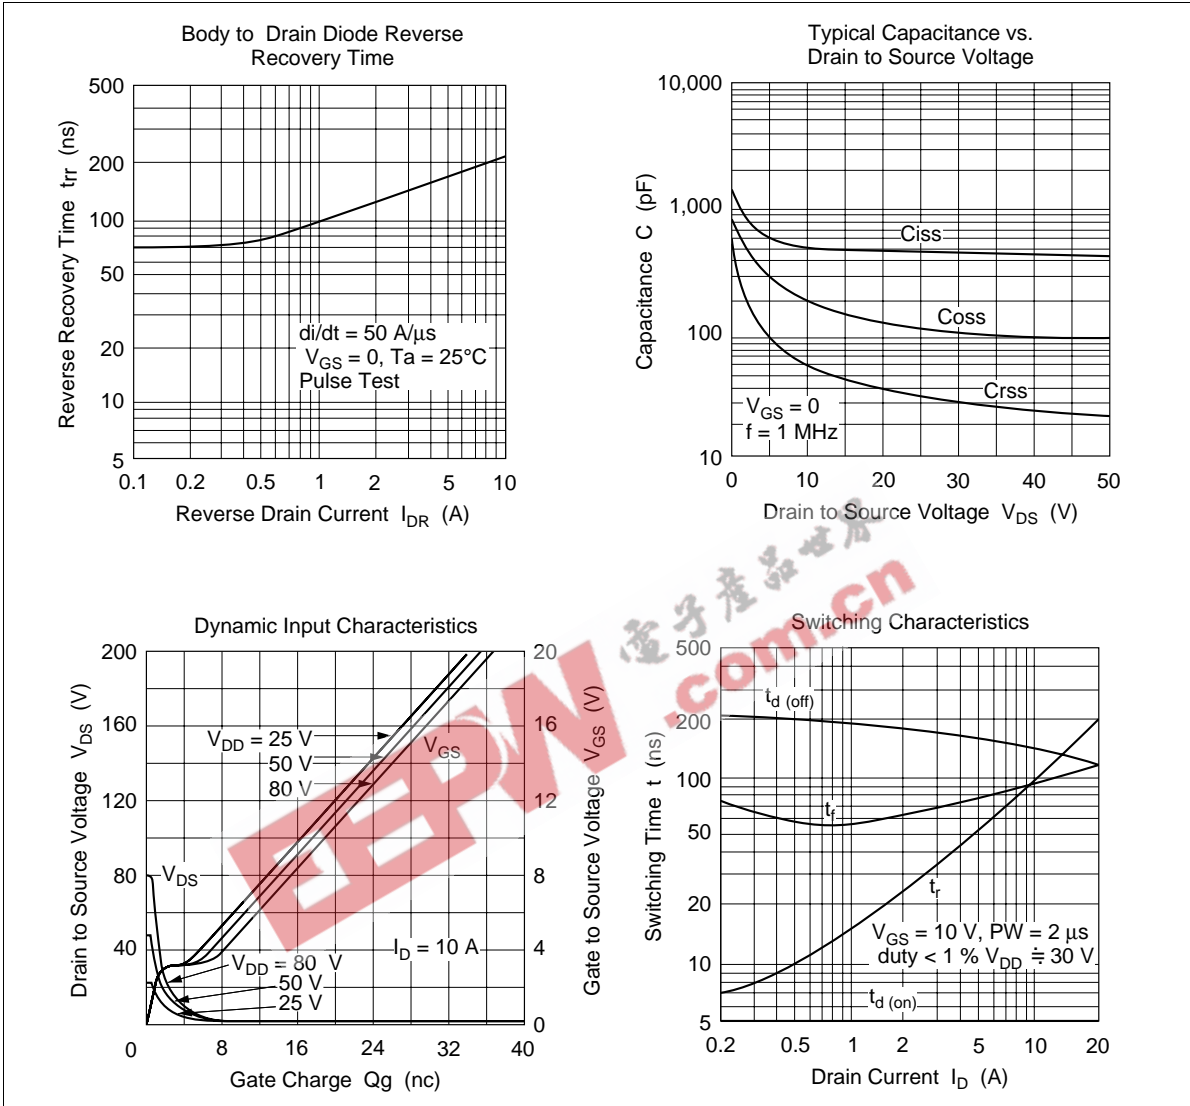 Body to Drain Diode Reverse
Recovery Time
500
200
100
50
20
10
5
Reverse Recovery Time trr (ns)
di/dt = 50 A/µs
VGS = 0, Ta = 25°C
Pulse Test
0.1 0.2 0.5 1 2 5 10
Reverse Drain Current IDR (A)
Typical Capacitance vs.
Drain to Source Voltage
10,000
1,000
100
10
Capacitance C (pF)
Ciss
Coss
Crss
VGS = 0
f = 1 MHz
0 10 20 30 40 50
Drain to Source Voltage VDS (V)
Dynamic Input Characteristics
200
160
120
80
40
0
Drain to Source Voltage VDS (V)
20
16
12
8
4
0
Gate to Source Voltage VGS (V)
VDD = 25 V
50 V
80 V
VGS
VDS
ID = 10 A
VDD = 80 V
50 V
25 V
8 16 24 32 40
Gate Charge Qg (nc)
Switching Characteristics
500
200
100
50
20
10
5
Switching Time t (ns)
td (off)
tf
tr
VGS = 10 V, PW = 2 µs
duty < 1 % VDD ≒ 30 V
td (on)
0.2 0.5 1 2 5 10 20
Drain Current ID (A)
EEPW
電子產品世界
.com.cn